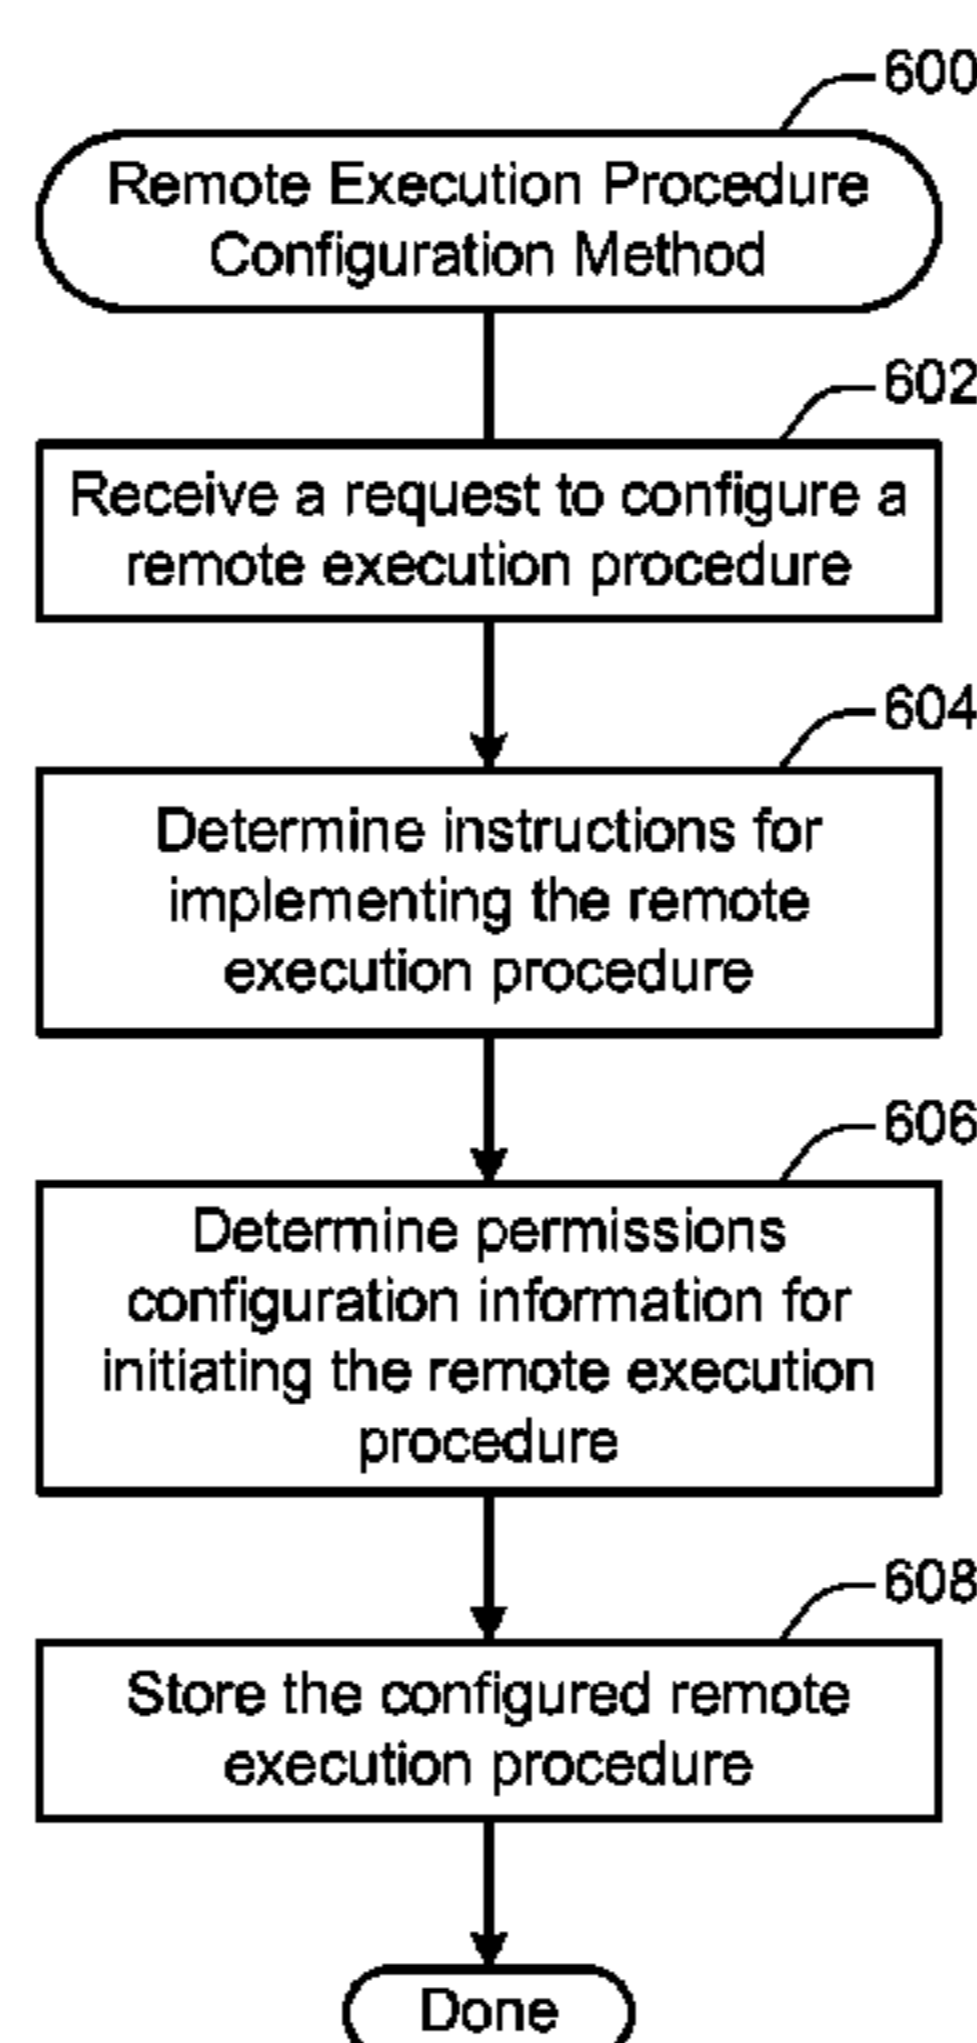 600
Remote Execution Procedure
Configuration Method
602
Receive a request to configure a
remote execution procedure
604
Determine instructions for
implementing the remote
execution procedure
606
Determine permissions
configuration information for
initiating the remote execution
procedure
608
Store the configured remote
execution procedure
Done